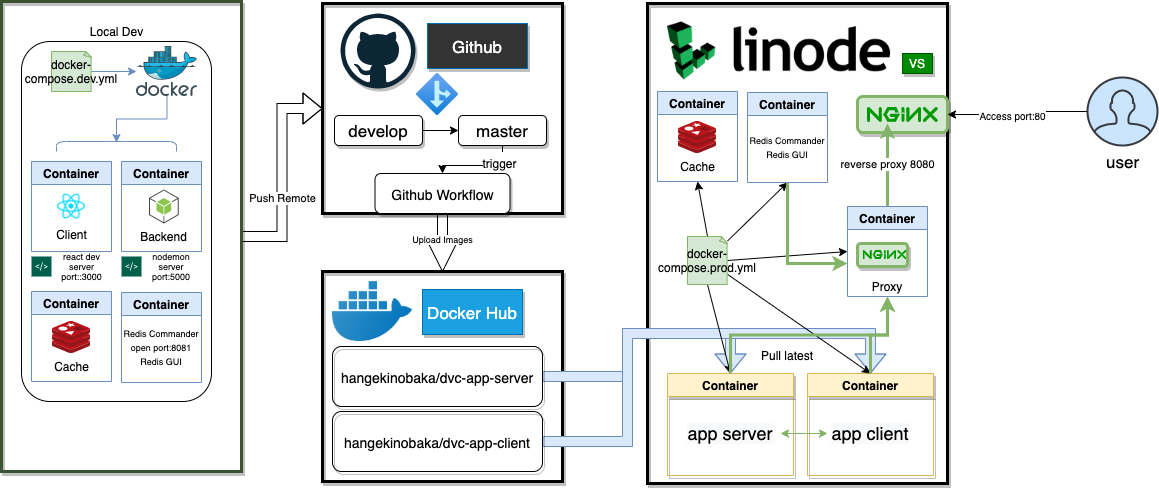 Local Dev
docker-
compose.dev.yml
docker
Container
Client
Container
Backend
</>
react dev
server
port::3000
</>
nodemon
server
port:5000
Container
Cache
Container
Redis Commander
open port:8081
Redis GUI
Push Remote
Github
develop
master
trigger
Github Workflow
Upload Images
Docker Hub
hangekinobaka/dvc-app-server
hangekinobaka/dvc-app-client
linode
VS
Container
Cache
Container
Redis Commander
Redis GUI
NGINX
Access port:80
user
reverse proxy 8080
Container
NGINX
Proxy
docker-
compose.prod.yml
Pull latest
Container
app server
Container
app client